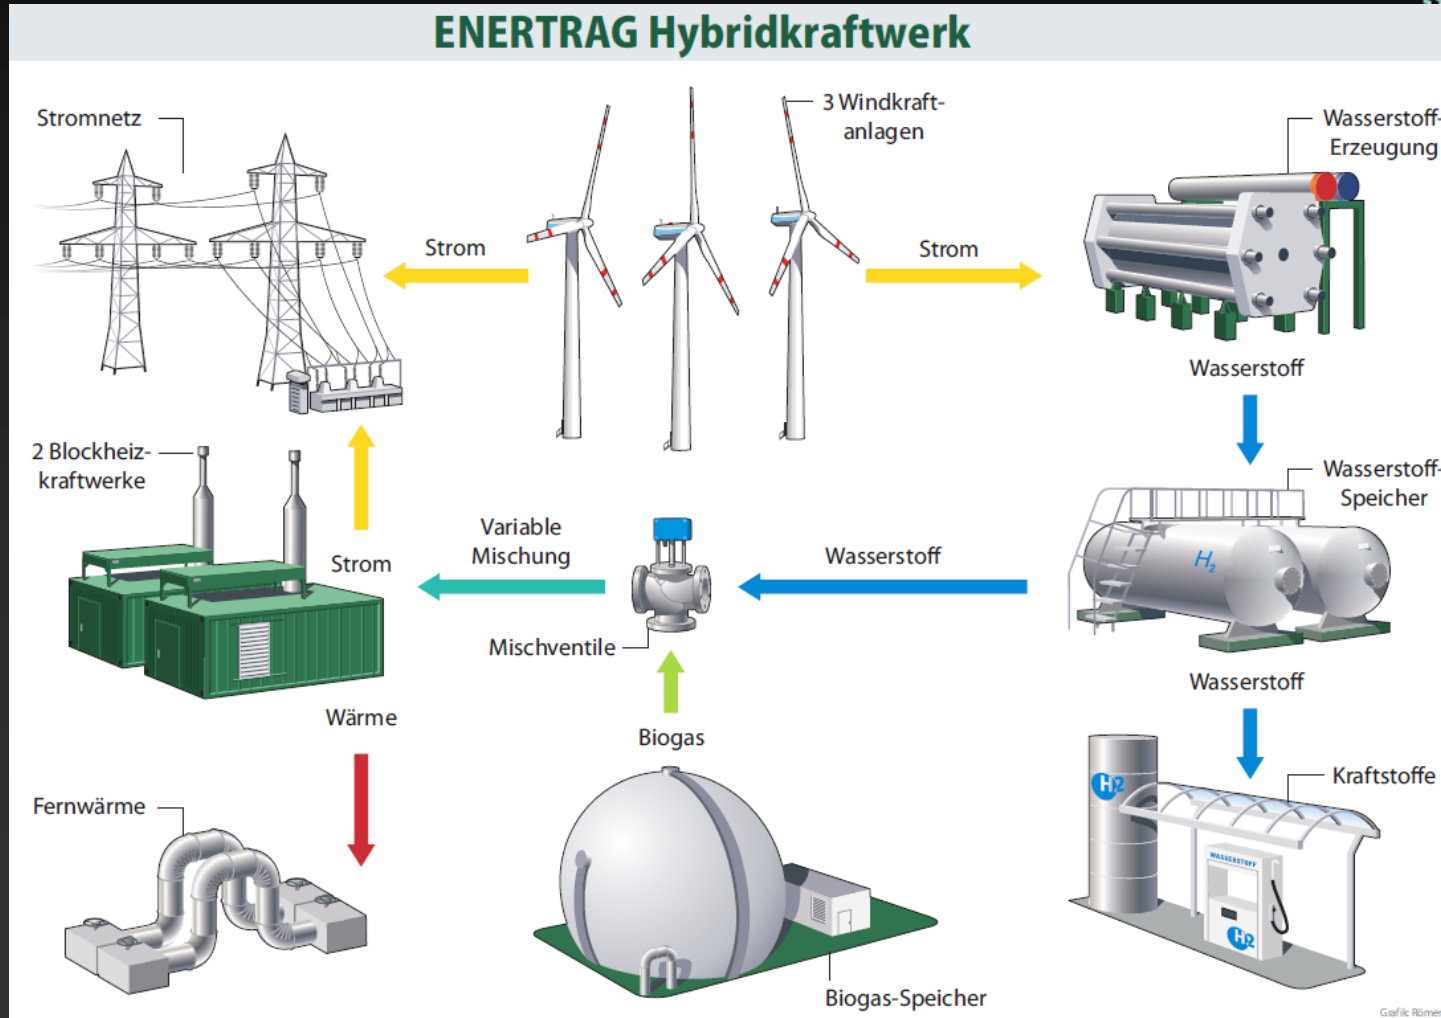 ENERTRAG Hybridkraftwerk
Stromnetz
3 Windkraft-
anlagen
Wasserstoff-
Erzeugung
Strom
Strom
Wasserstoff
2 Blockheiz-
kraftwerke
Wasserstoff-
Speicher
Strom
Variable
Mischung
Wasserstoff
H2
Mischventile
Wasserstoff
Wärme
Biogas
Kraftstoffe
H2
Fernwärme
WASSERSTOFF
H2
Biogas-Speicher
Grafik: Römer